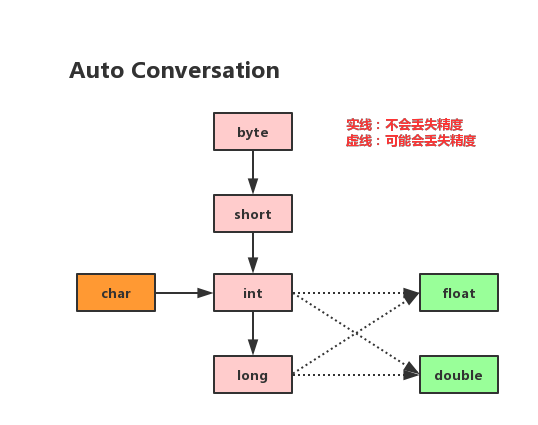 Auto Conversation
实线：不会丢失精度
虚线：可能会丢失精度
byte
short
char
int
float
long
double